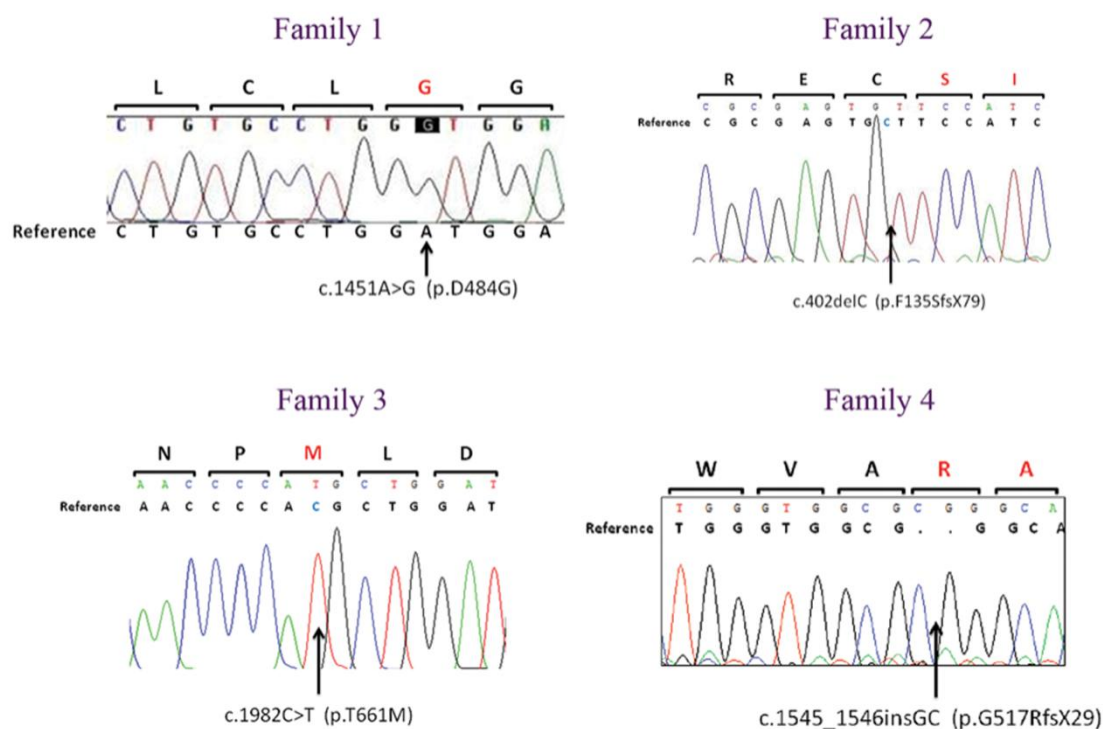 Family 1
L C L G G
C T G T G C C T G G G T G G A
Reference C T G T G C C T G G A T G G A
c.1451A>G (p.D484G)
Family 2
R E C S I
C G C G A G T G T T C C A T C
Reference C G C G A G T G C T T C C A T C
c.402delC (p.F135SfsX79)
Family 3
N P M L D
A A C C C C A T G C T G G A T
Reference A A C C C C A C G C T G G A T
c.1982C>T (p.T661M)
Family 4
W V A R A
T G G G T G G C G C G G G C A
Reference T G G G T G G C G . . G G C A
c.1545_1546insGC (p.G517RfsX29)